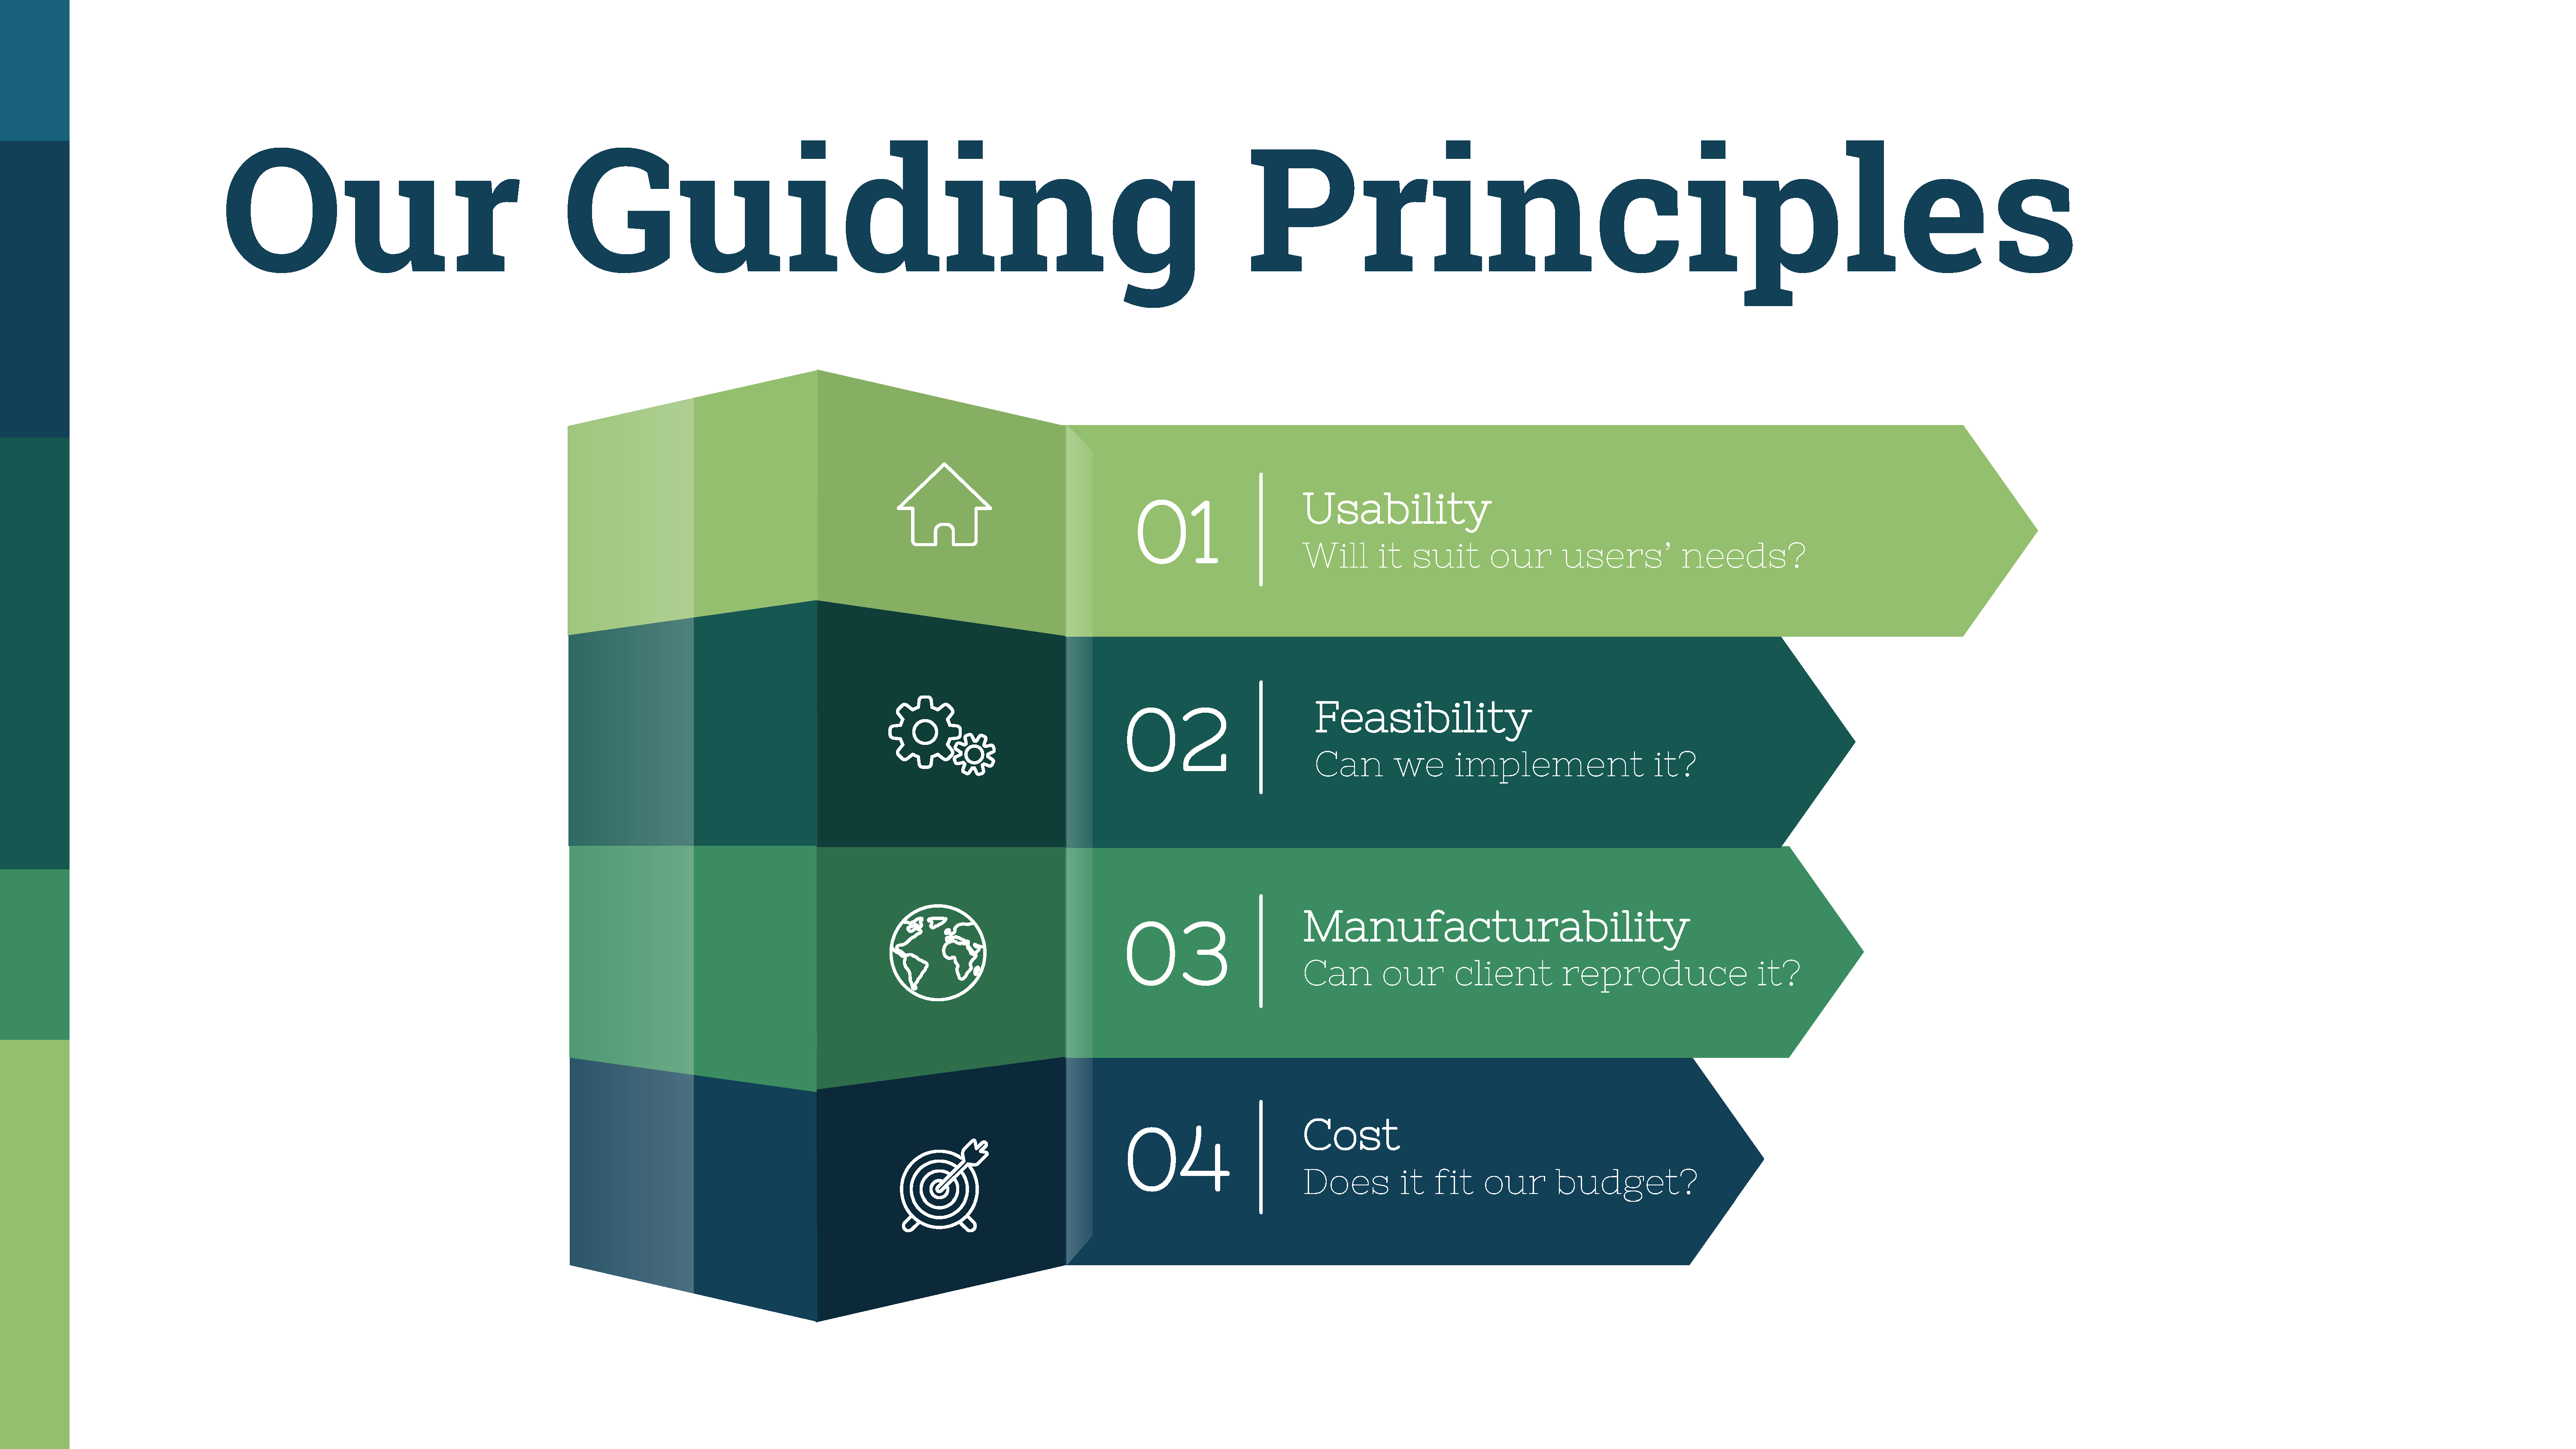 Our Guiding Principles
01
Usability
Will it suit our users’ needs?
02
Feasibility
Can we implement it?
03
Manufacturability
Can our client reproduce it?
04
Cost
Does it fit our budget?